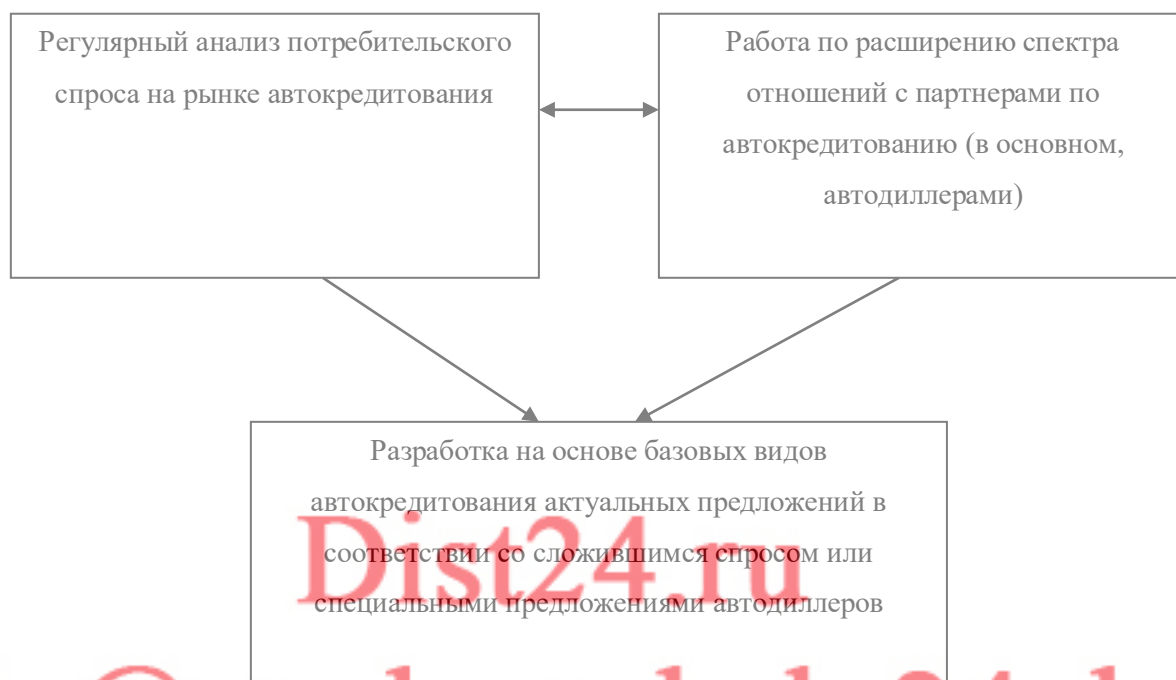 Регулярный анализ потребительского
спроса на рынке автокредитования
Работа по расширению спектра
отношений с партнерами по
автокредитованию (в основном,
автодиллерами)
Разработка на основе базовых видов
автокредитования актуальных предложений в
соответствии со сложившимся спросом или
специальными предложениями автодиллеров
Dist24.ru